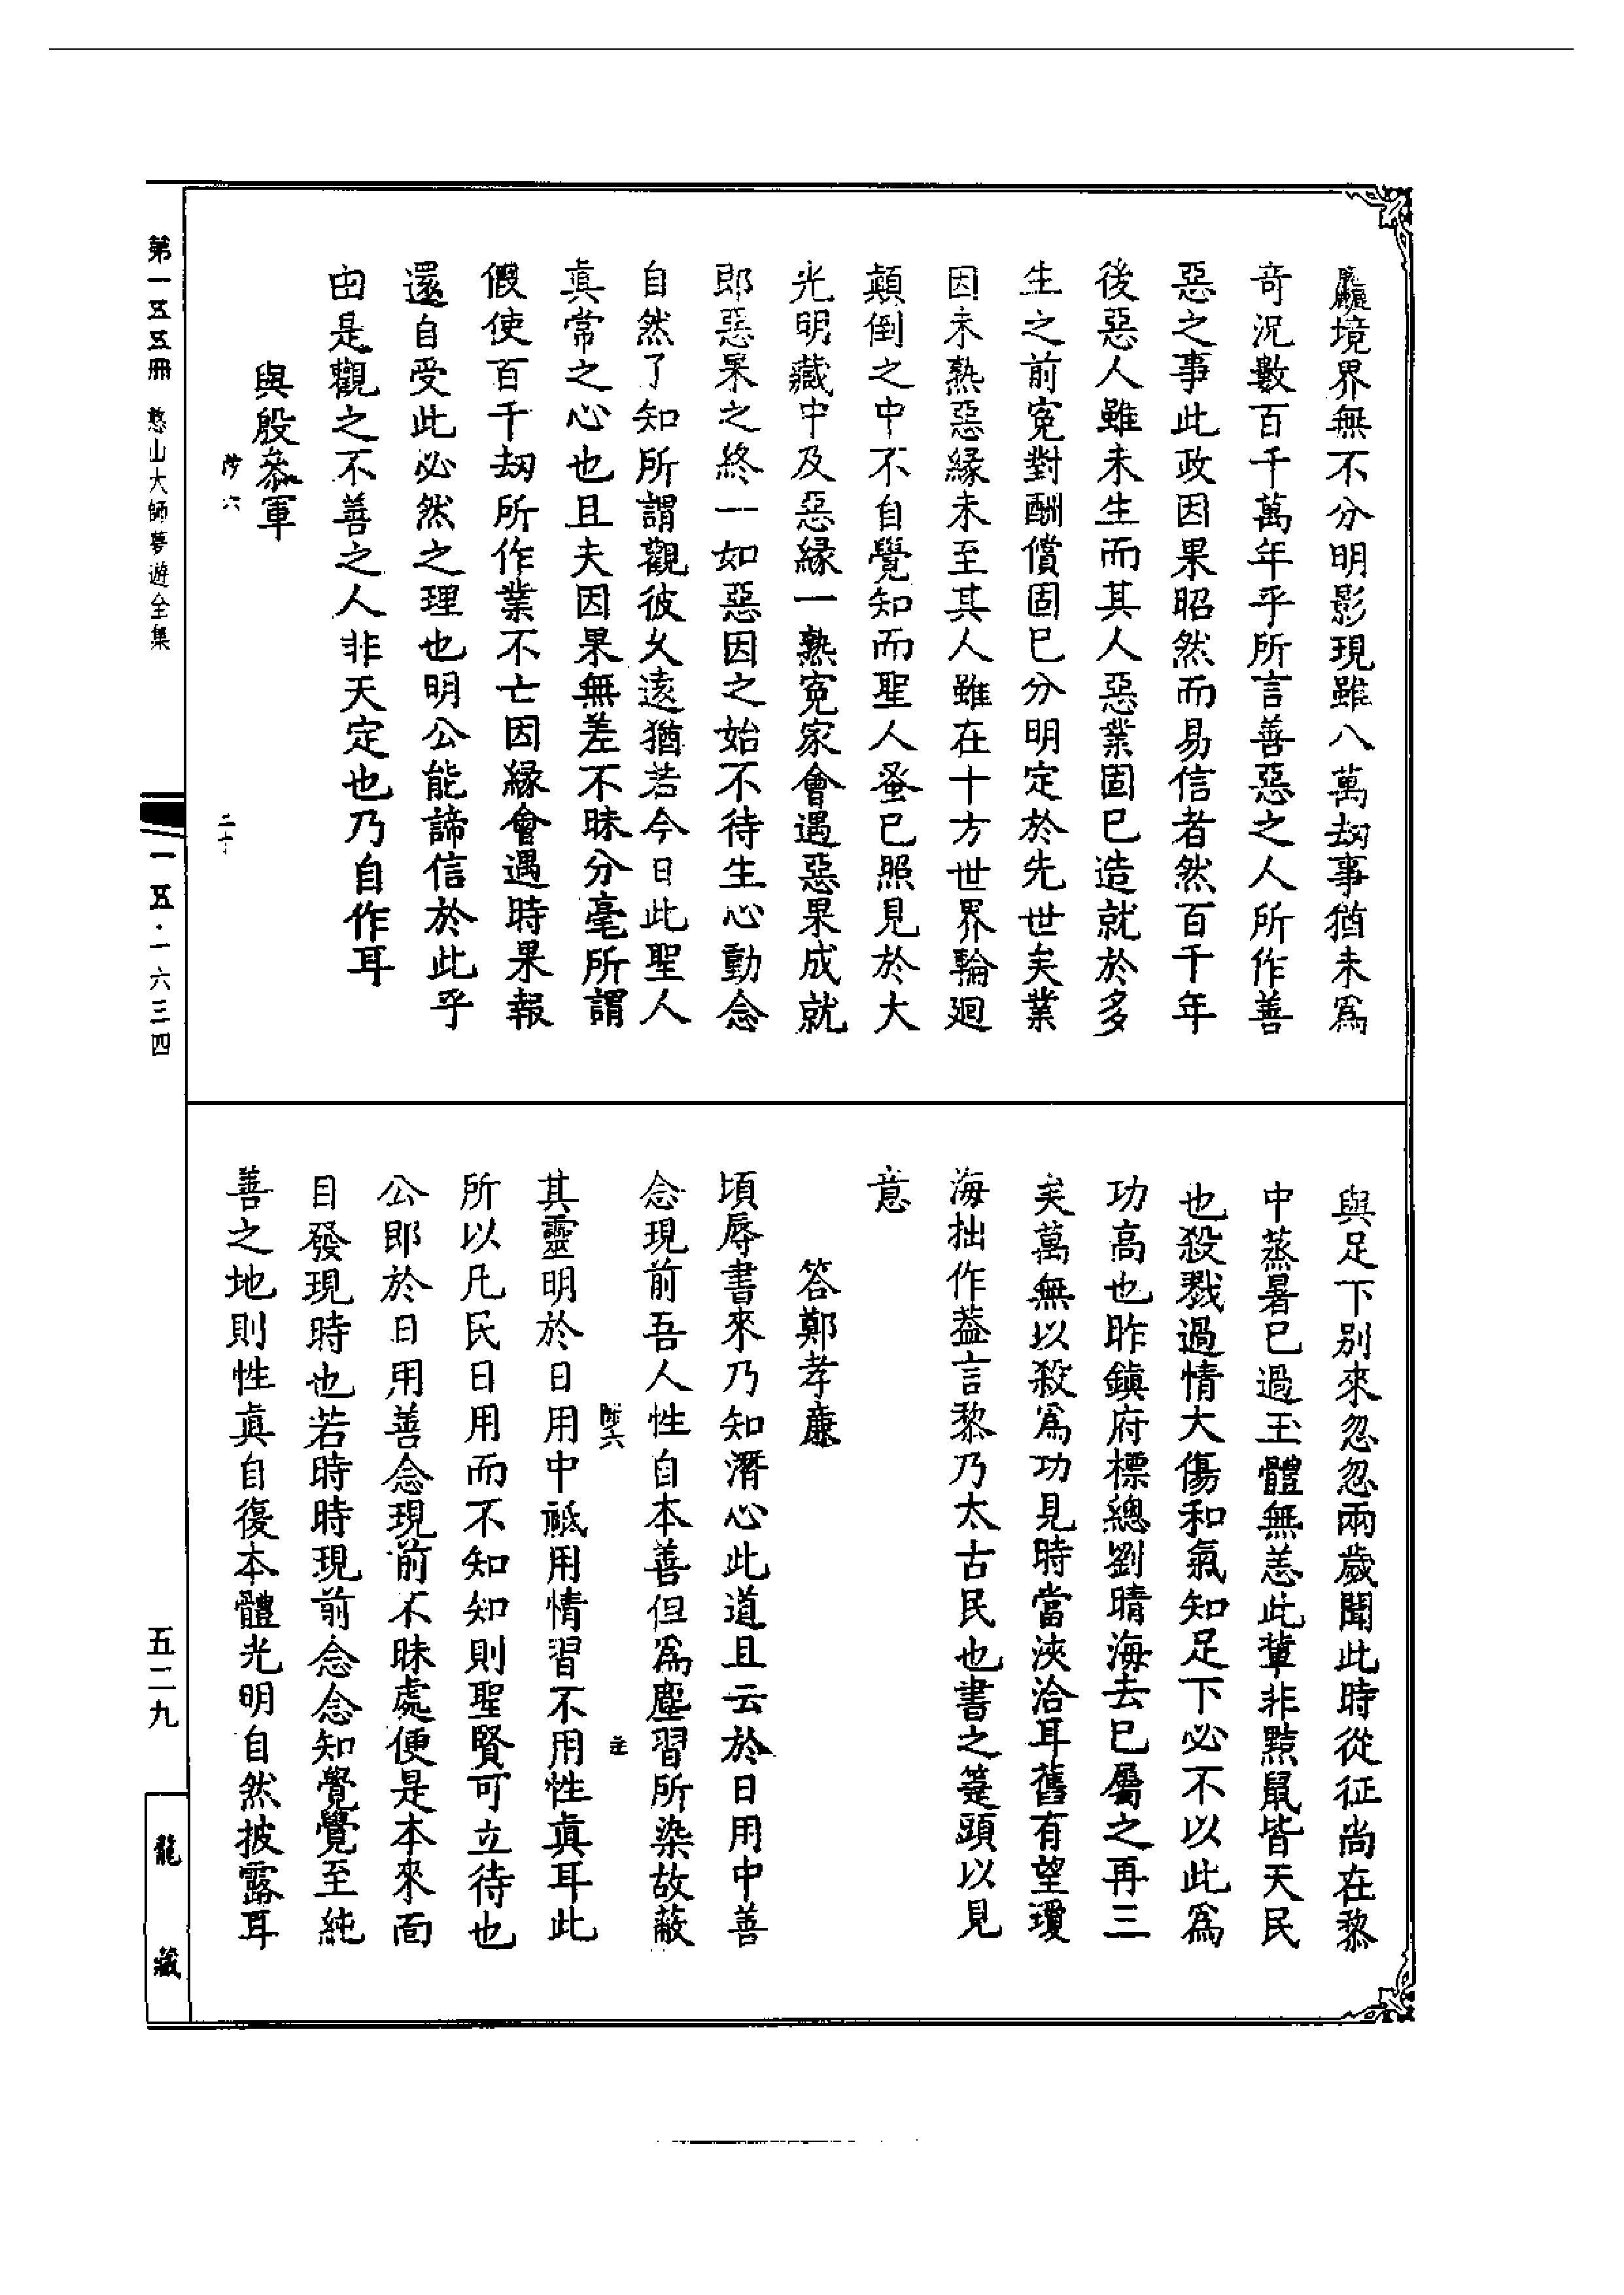 境界無不分明影現雖八萬劫事猶未為
奇況數百千萬年乎所言善惡之人所作善
惡之事此政因果昭然而易信者然百千年
後惡人雖未生而其人惡業固已造就於多
生之前寃對酬償固已分明定於先世矣業
因未熟惡緣未至其人雖在十方世界輪迴
顛倒之中不自覺知而聖人蚤已照見於大
光明藏中及惡緣一熟寃家會遇惡果成就
即惡果之終一如惡因之始不待生心動念
自然了知所謂觀彼久遠猶若今日此聖人
真常之心也且夫因果無差不昧分毫所謂
假使百千劫所作業不亡因緣會遇時果報
還自受此必然之理也明公能諦信於此乎
由是觀之不善之人非天定也乃自作耳
與殷叅軍
六
二十
與足下別來忽忽兩歲聞此時從征尚在黎
中蒸暑已過玉體無恙此輩非黠鼠皆天民
也殺戮過情大傷和氣知足下必不以此為
功高也昨鎮府標總劉晴海去已屬之再三
矣萬無以殺為功見時當浹洽耳舊有望瓊
海拙作葢言黎乃太古民也書之箑頭以見
意
答鄭孝廉
頃辱書來乃知潛心此道且云於日用中善
念現前吾人性自本善但為塵習所染故蔽
六
其靈明於日用中祇用情習不用性真耳此
所以凡民日用而不知知則聖賢可立待也
公即於日用善念現前不昧處便是本來面
目發現時也若時時現前念念知覺覺至純
善之地則性真自復本體光明自然披露耳
第一五五冊 憨山大師夢遊全集
一五·一六三四
五二九
龍藏